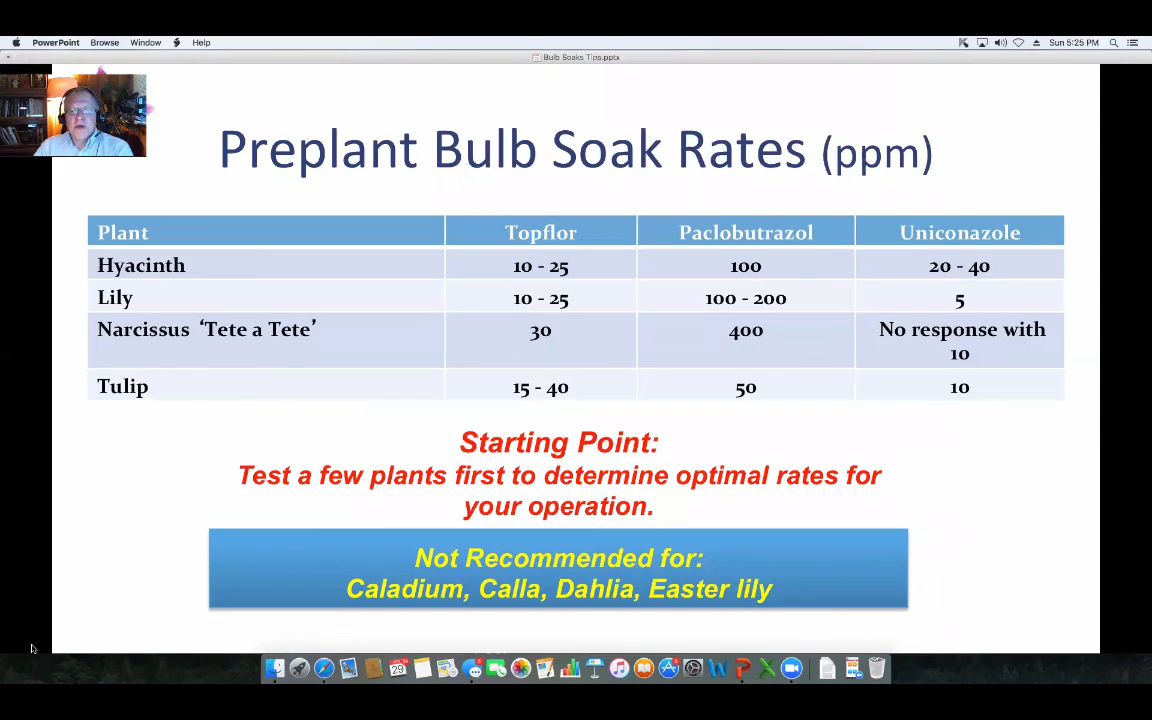 PowerPoint Browse Window Help Sun 5:25 PM
Bulb Soaks Tips.pptx
Preplant Bulb Soak Rates (ppm)
Plant Topflor Paclobutrazol Uniconazole
Hyacinth 10 - 25 100 20 - 40
Lily 10 - 25 100 - 200 5
Narcissus ‘Tete a Tete’ 30 400 No response with
10
Tulip 15 - 40 50 10
Starting Point:
Test a few plants first to determine optimal rates for
your operation.
Not Recommended for:
Caladium, Calla, Dahlia, Easter lily
29